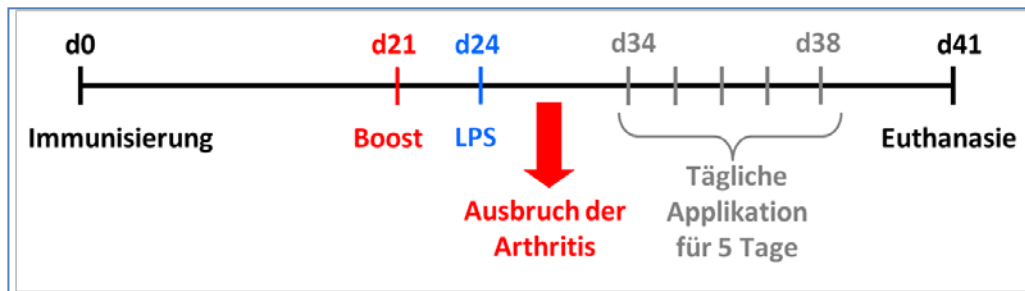 d0 d21 d24 d34 d38 d41
Immunisierung Boost LPS Euthanasie
Ausbruch der
Arthritis
Tägliche
Applikation
für 5 Tage